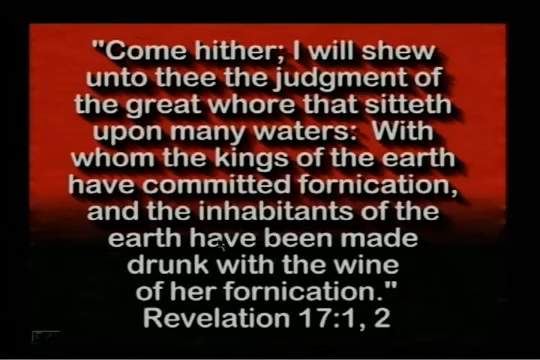 "Come hither; I will shew
unto thee the judgment of
the great whore that sitteth
upon many waters:  With
whom the kings of the earth
have committed fornication,
and the inhabitants of the
earth have been made
drunk with the wine
of her fornication."
Revelation 17:1, 2